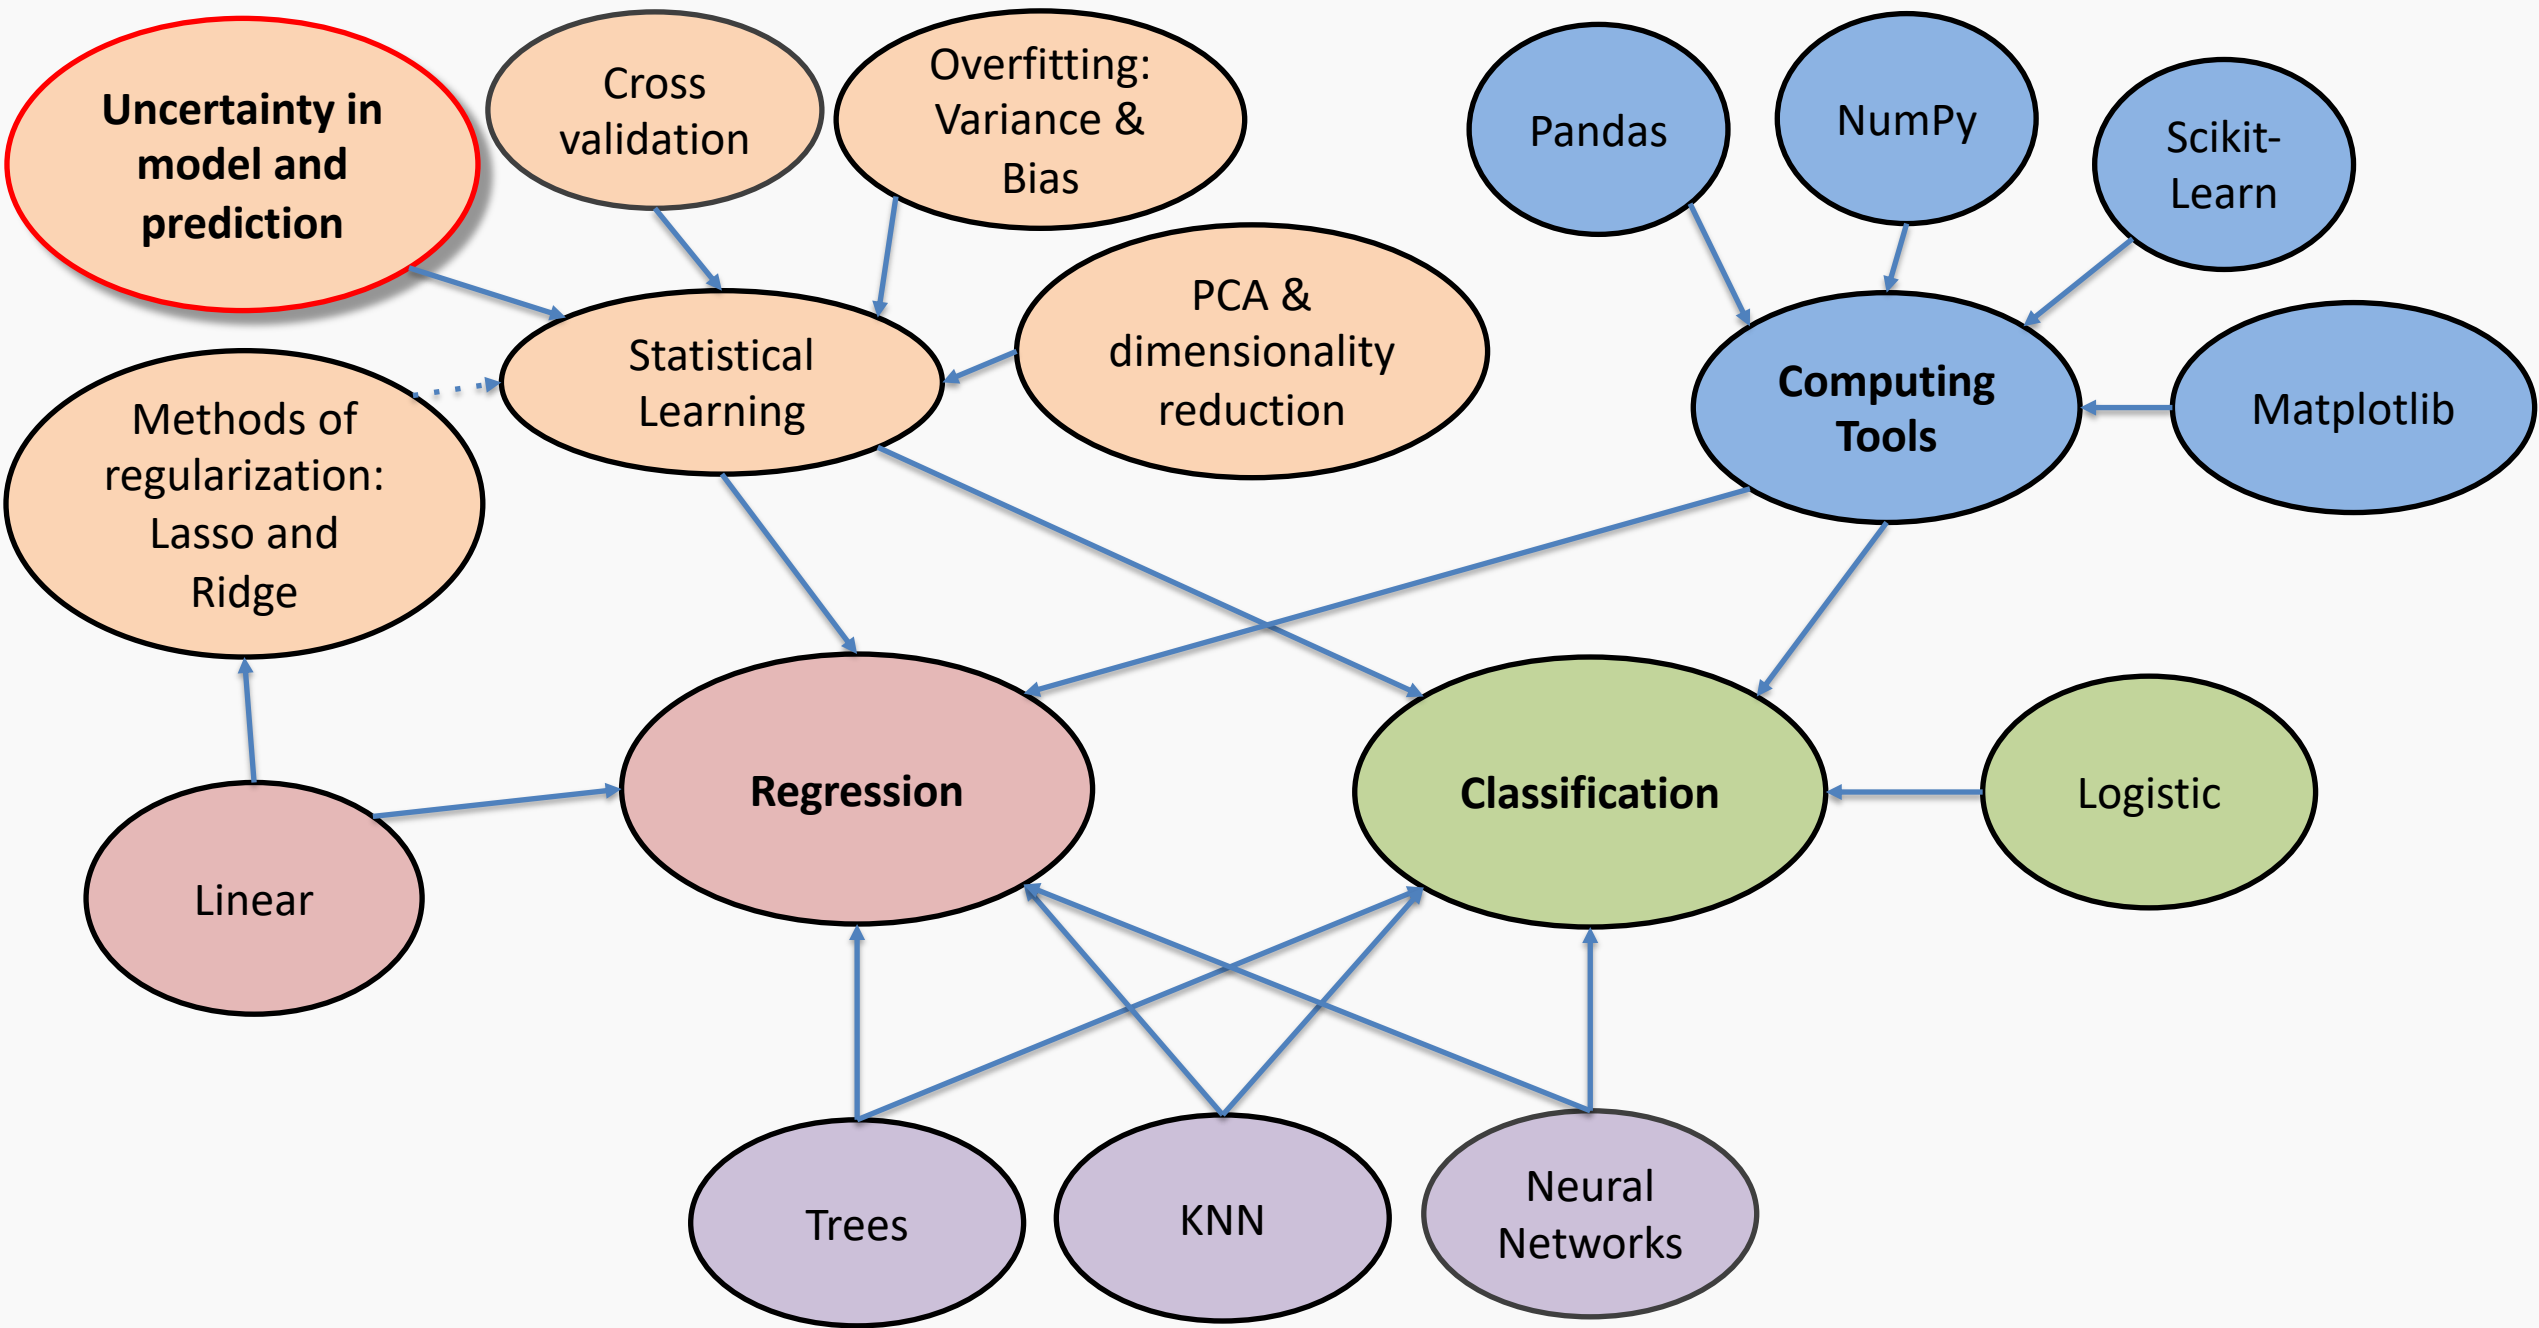 Uncertainty in
model and
prediction
Cross
validation
Overfitting:
Variance &
Bias
Pandas
NumPy
Scikit-
Learn
PCA &
dimensionality
reduction
Statistical
Learning
Computing
Tools
Matplotlib
Methods of
regularization:
Lasso and
Ridge
Regression
Classification
Logistic
Linear
Trees
KNN
Neural
Networks